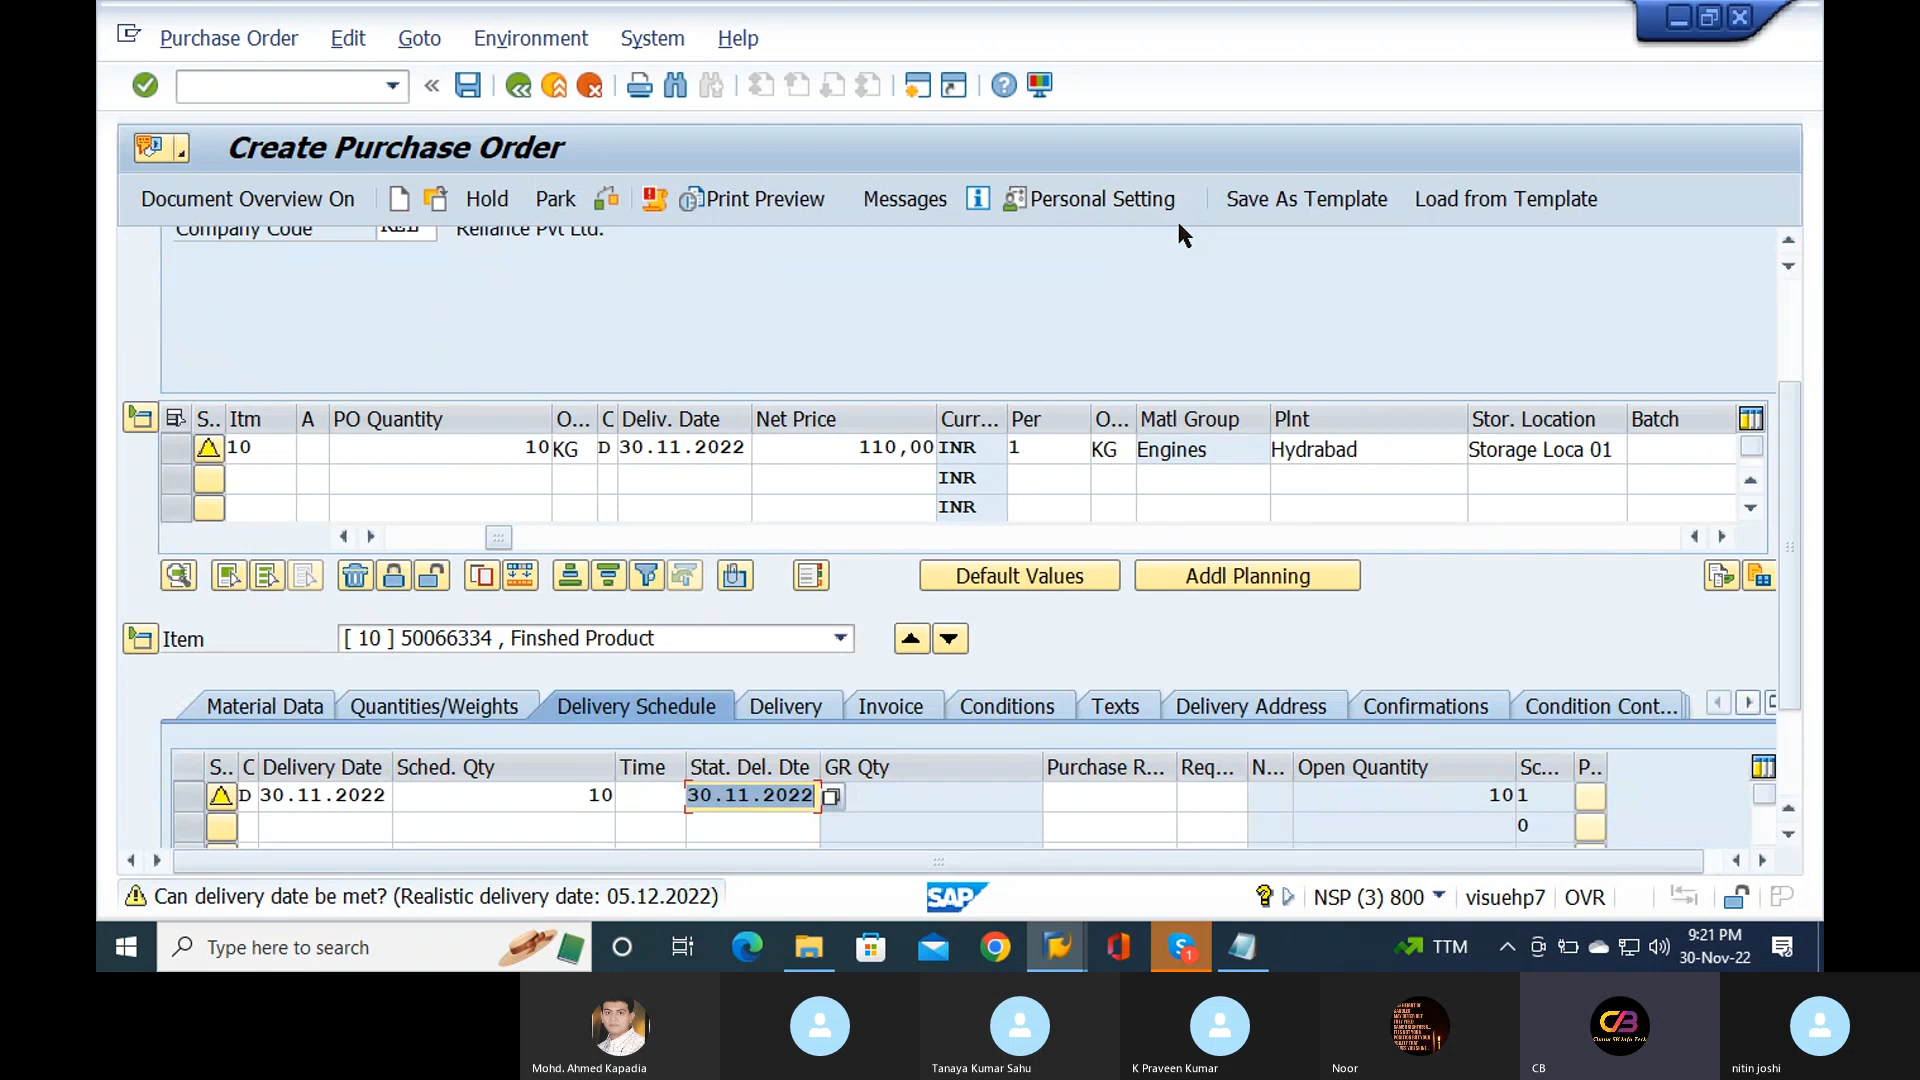 Purchase Order Edit Goto Environment System Help
Create Purchase Order
Document Overview On Hold Park Print Preview Messages Personal Setting Save As Template Load from Template
Company Code REL Reliance Pvt Ltd.
S.. Itm A PO Quantity O... C Deliv. Date Net Price Curr... Per O... Matl Group Plnt Stor. Location Batch
10 10 KG D 30.11.2022 110,00 INR 1 KG Engines Hydrabad Storage Loca 01
INR
INR
Default Values Addl Planning
Item [ 10 ] 50066334 , Finshed Product
Material Data Quantities/Weights Delivery Schedule Delivery Invoice Conditions Texts Delivery Address Confirmations Condition Cont...
S.. C Delivery Date Sched. Qty Time Stat. Del. Dte GR Qty Purchase R... Req... N... Open Quantity Sc... P..
D 30.11.2022 10 30.11.2022 10 1
0
Can delivery date be met? (Realistic delivery date: 05.12.2022) SAP NSP (3) 800 visuehp7 OVR
Type here to search TTM 9:21 PM
30-Nov-22
Mohd. Ahmed Kapadia Tanaya Kumar Sahu K Praveen Kumar Noor CB nitin joshi